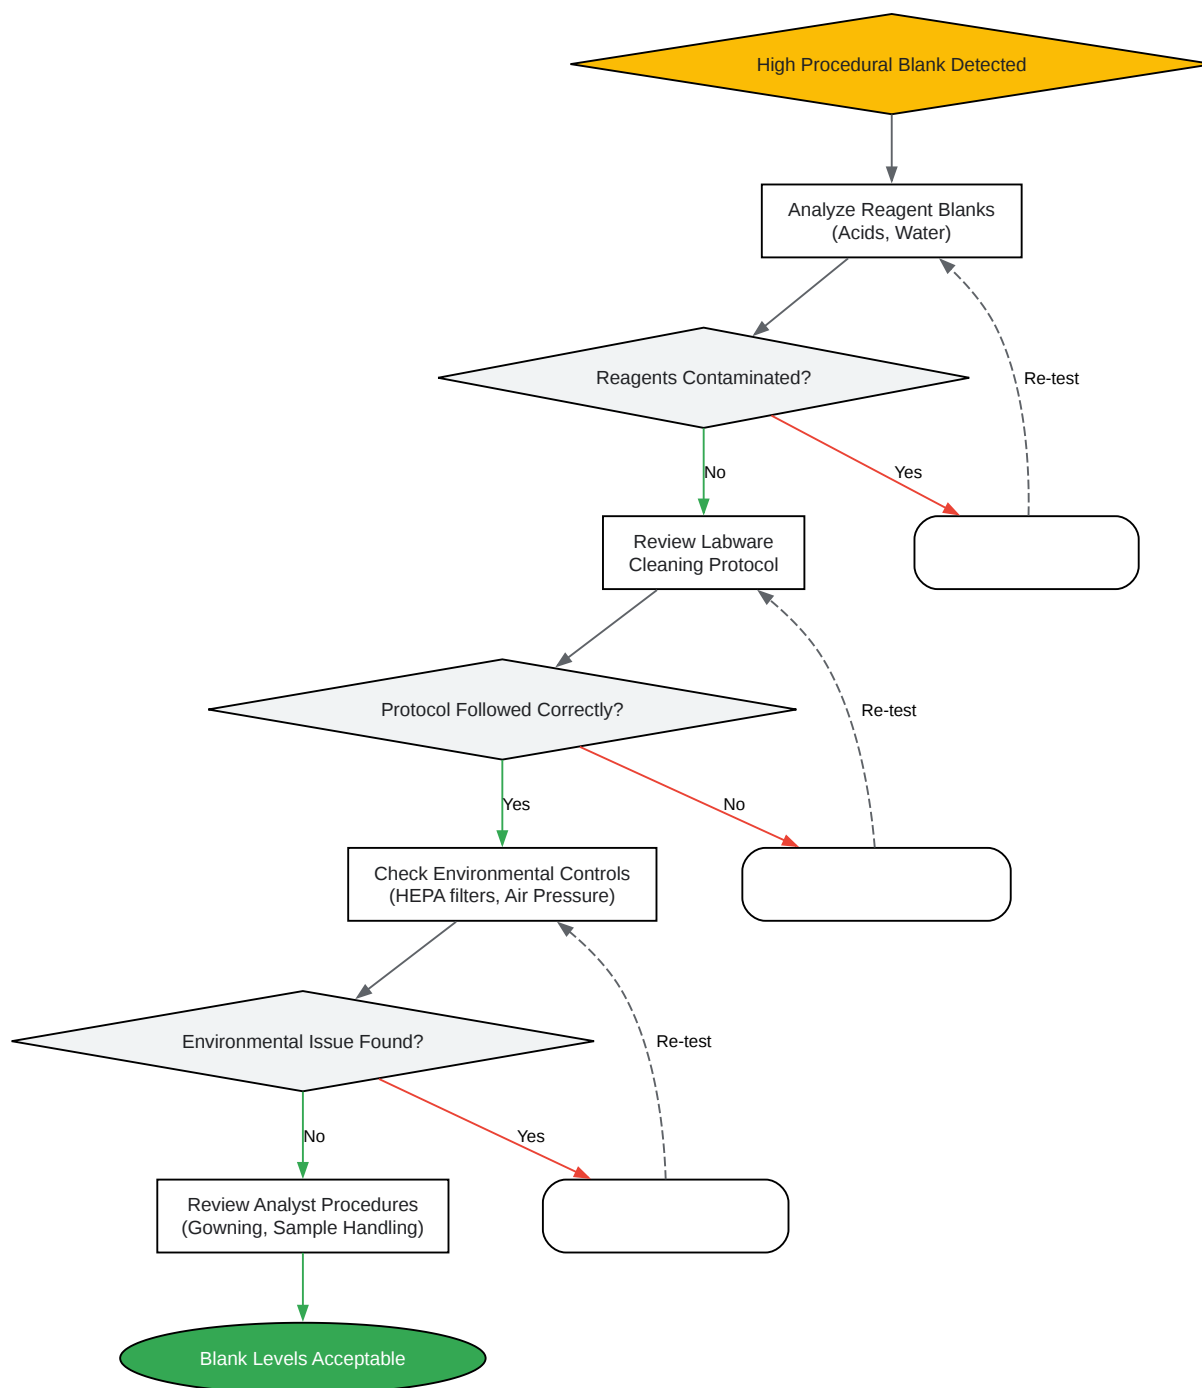 High Procedural Blank Detected
Analyze Reagent Blanks
(Acids, Water)
Reagents Contaminated?
Re-test
No
Yes
Review Labware
Cleaning Protocol
Protocol Followed Correctly?
Re-test
Yes
No
Check Environmental Controls
(HEPA filters, Air Pressure)
Environmental Issue Found?
Re-test
No
Yes
Review Analyst Procedures
(Gowning, Sample Handling)
Blank Levels Acceptable